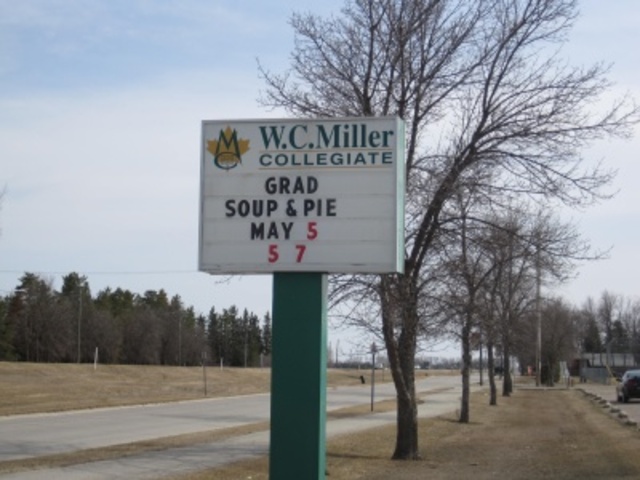 W.C.Miller
COLLEGIATE
GRAD
SOUP & PIE
MAY 5
5 7